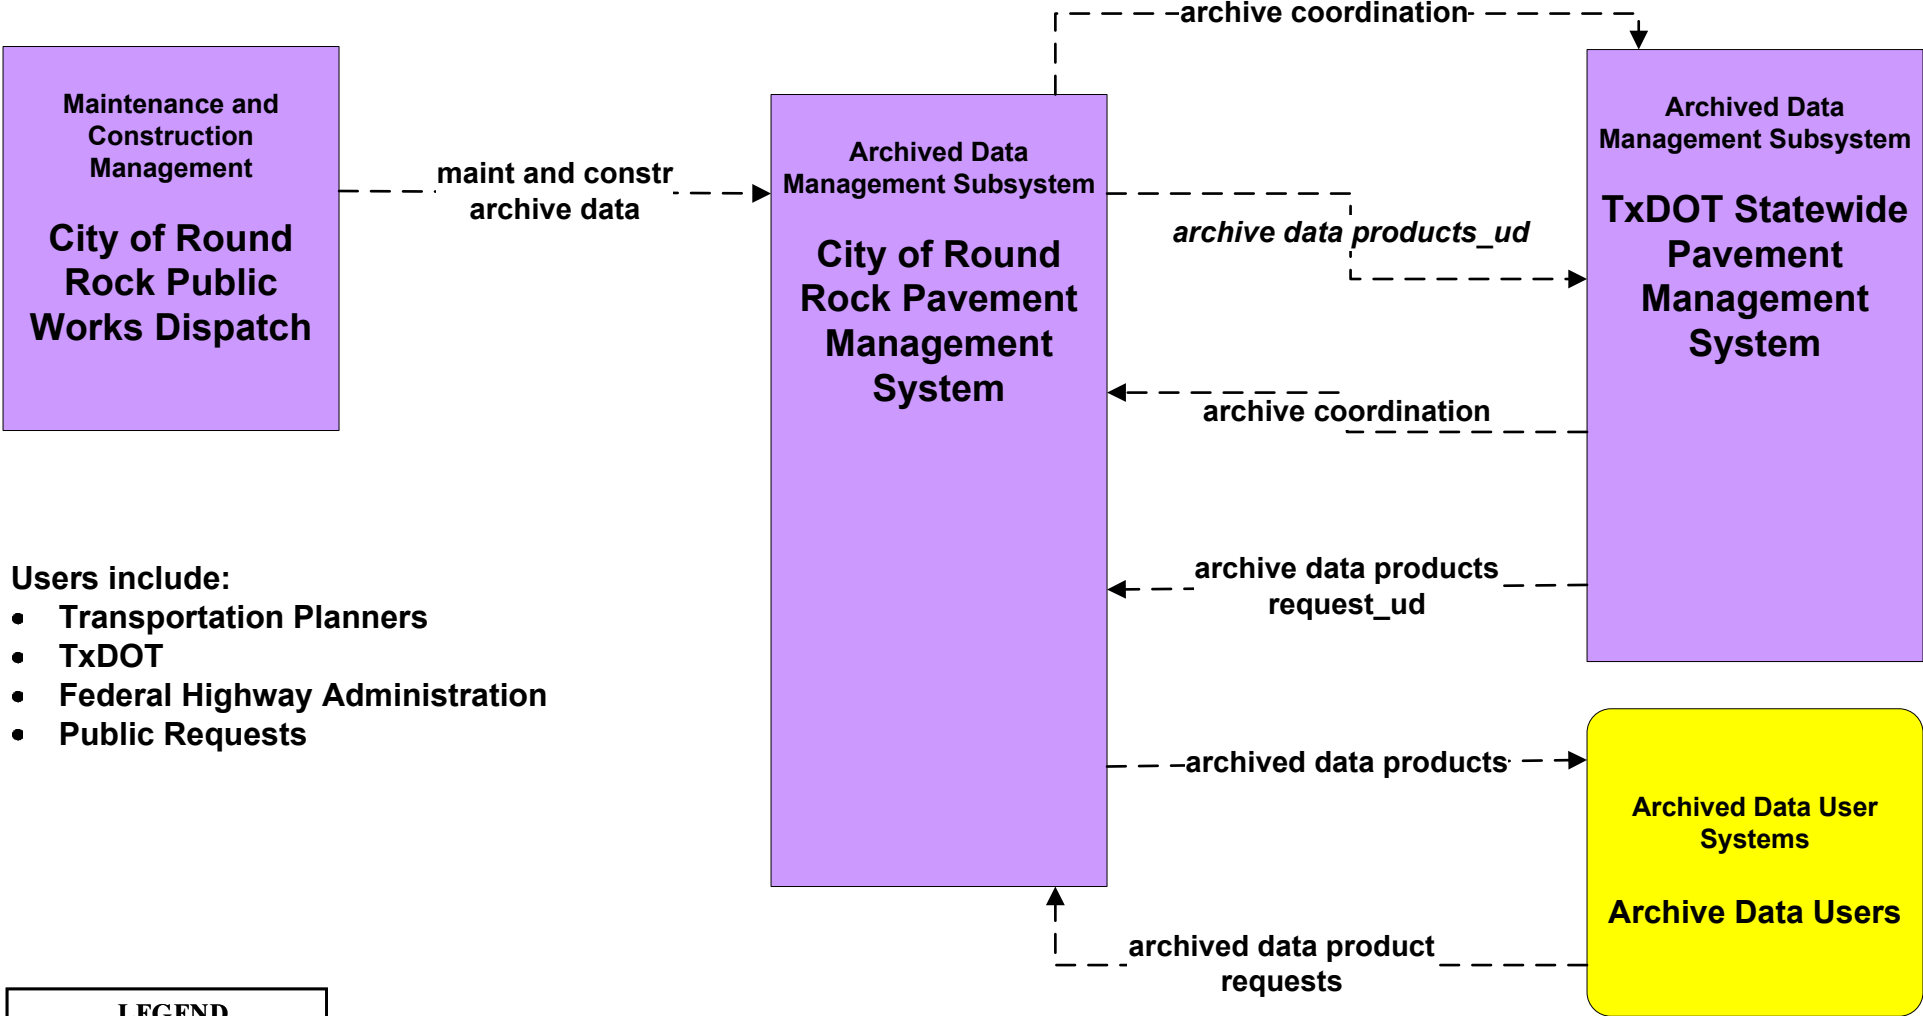 archive coordination
Maintenance and
Construction
Management
City of Round
Rock Public
Works Dispatch
maint and constr
archive data
Archived Data
Management Subsystem
City of Round
Rock Pavement
Management
System
archive data products_ud
archive coordination
archive data products
request_ud
archived data products
archived data product
requests
Archived Data
Management Subsystem
TxDOT Statewide
Pavement
Management
System
Archived Data User
Systems
Archive Data Users
Users include:
• Transportation Planners
• TxDOT
• Federal Highway Administration
• Public Requests
LEGEND